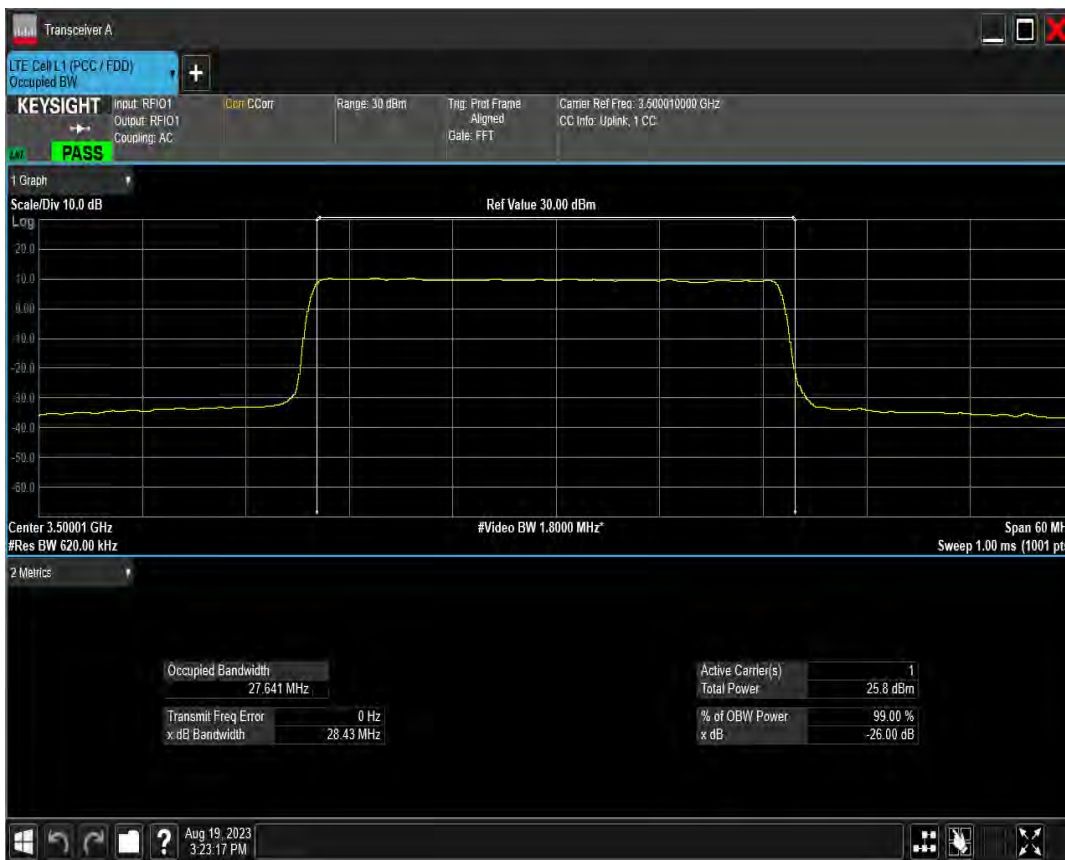 Transceiver A
LTE Cell L1 (PCC / FDD)
Occupied BW
+
KEYSIGHT
Input: RFIO1
Output: RFIO1
Coupling: AC
Corr CCorr
Range: 30 dBm
Trig: Prot Frame
Aligned
Gate: FFT
Carrier Ref Freq: 3.500010000 GHz
CC Info: Uplink, 1 CC
PASS
1 Graph
Scale/Div 10.0 dB
Ref Value 30.00 dBm
Log
20.0
10.0
0.00
-10.0
-20.0
-30.0
-40.0
-50.0
-60.0
Center 3.50001 GHz
#Video BW 1.8000 MHz*
Span 60 MH
#Res BW 620.00 kHz
Sweep 1.00 ms (1001 pts
2 Metrics
Occupied Bandwidth
27.641 MHz
Transmit Freq Error 0 Hz
x dB Bandwidth 28.43 MHz
Active Carrier(s) 1
Total Power 25.8 dBm
% of OBW Power 99.00 %
x dB -26.00 dB
?
Aug 19, 2023
3:23:17 PM